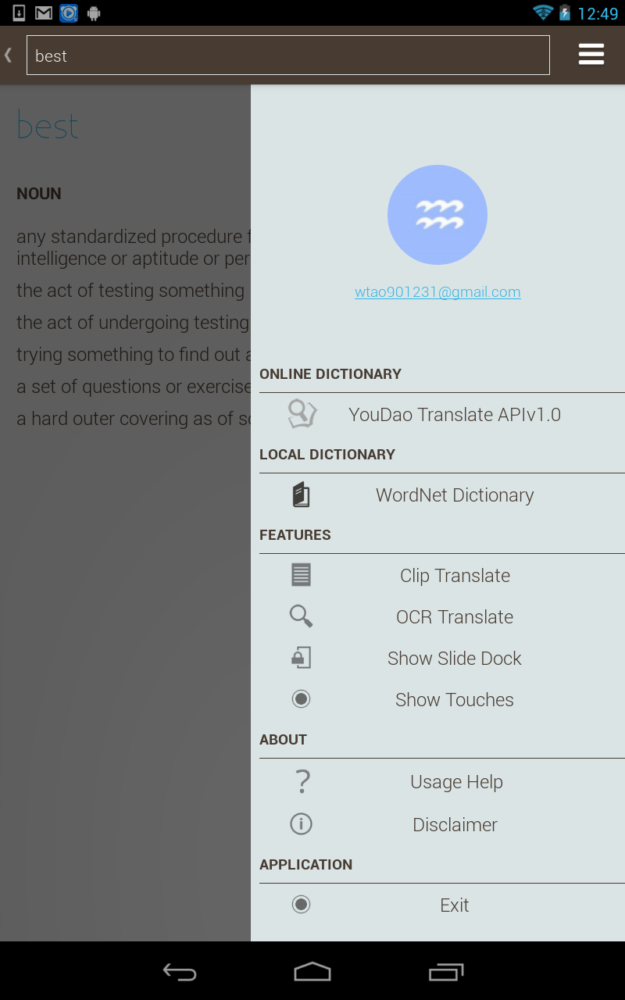 12:49
best
best
NOUN
any standardized procedure
intelligence or aptitude or
the act of testing something
the act of undergoing testing
trying something to find out
a set of questions or
a hard outer covering as of
wtao901231@gmail.com
ONLINE DICTIONARY
YouDao Translate APIv1.0
LOCAL DICTIONARY
WordNet Dictionary
FEATURES
Clip Translate
OCR Translate
Show Slide Dock
Show Touches
ABOUT
Usage Help
Disclaimer
APPLICATION
Exit